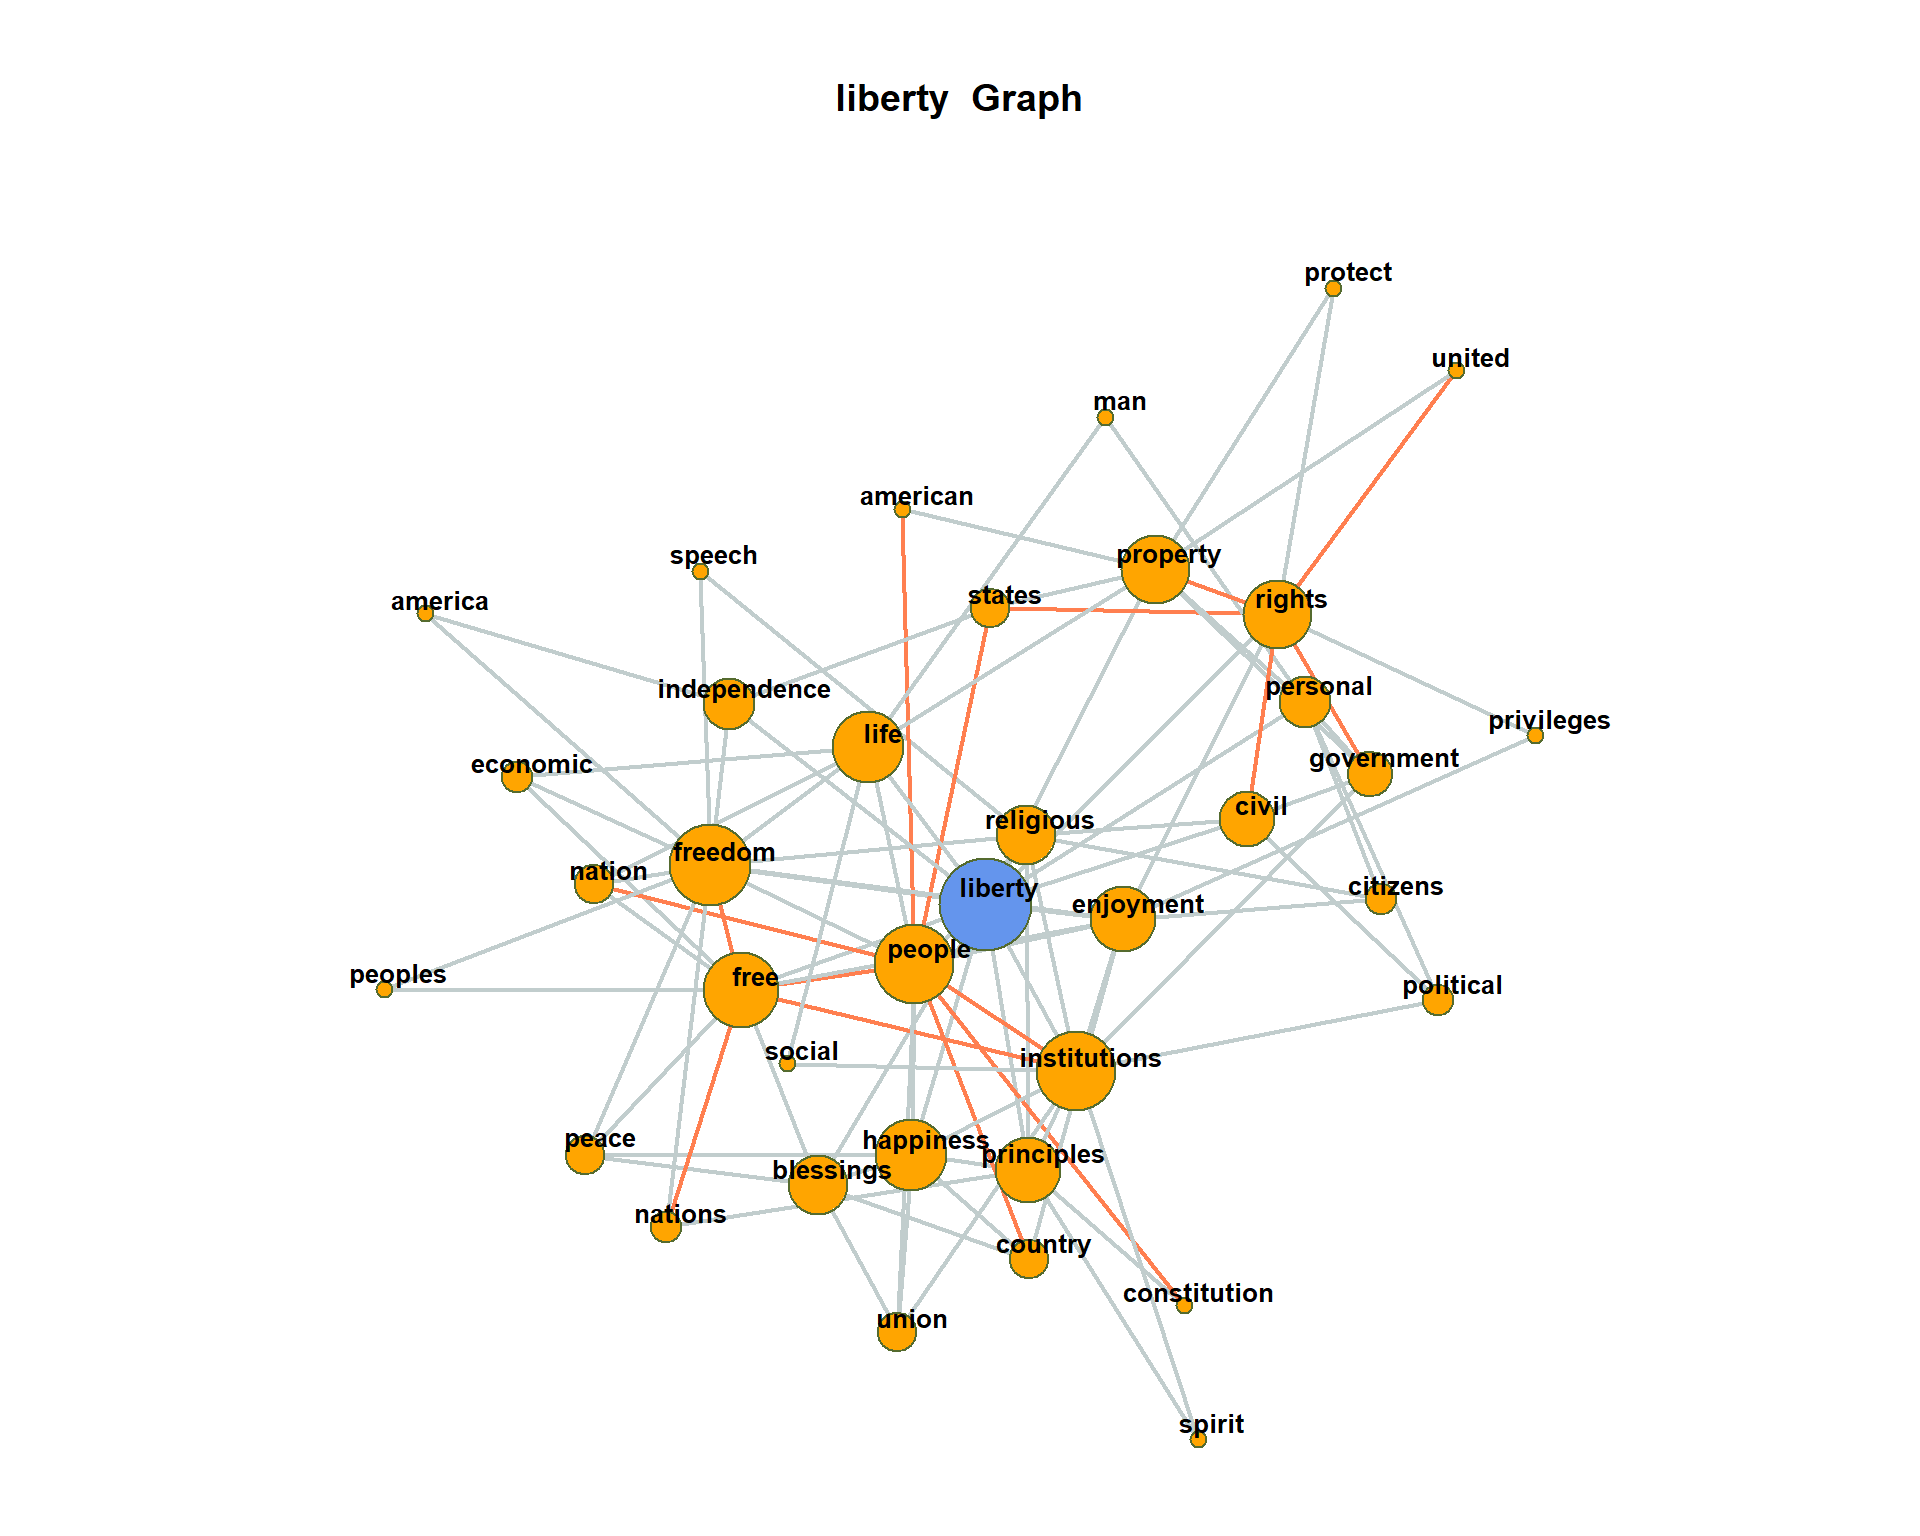 liberty Graph
protect
united
man
american
speech
property
states
america
rights
independence
personal
privileges
life
government
economic
civil
religious
freedom
nation
liberty
citizens
enjoyment
people
peoples
free
political
social
institutions
peace
happiness
principles
blessings
nations
country
constitution
union
spirit